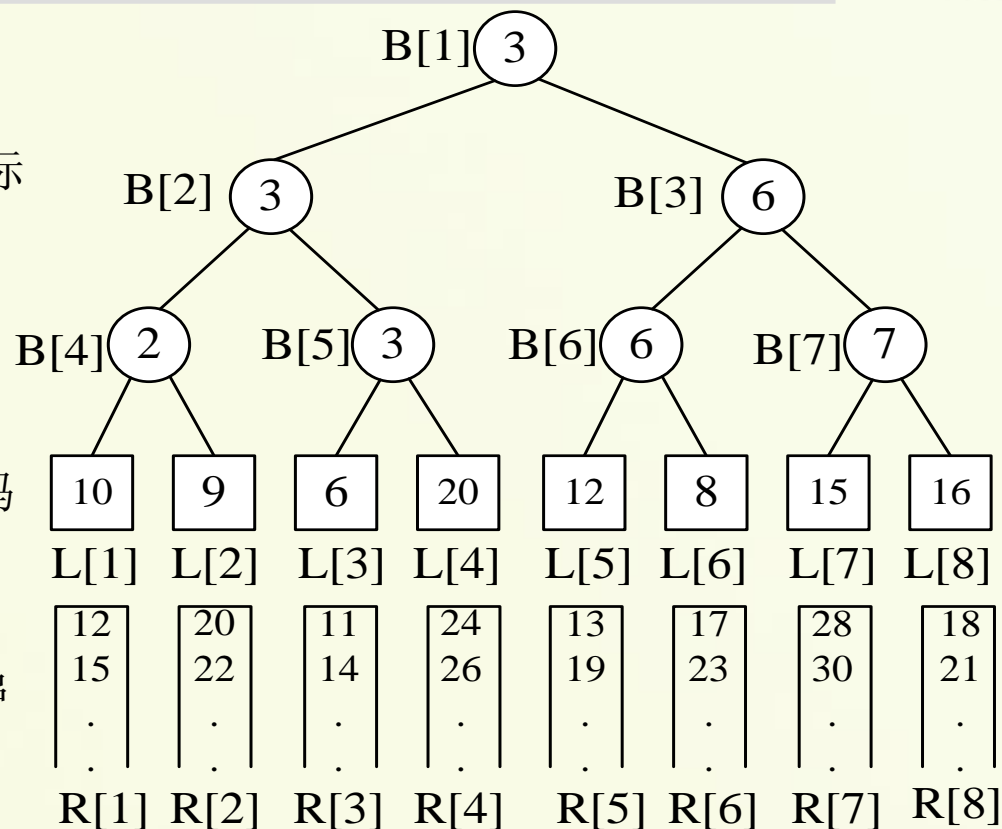 B[1] 3
标
B[2] 3 B[3] 6
B[4] 2 B[5] 3 B[6] 6 B[7] 7
码
10 9 6 20 12 8 15 16
L[1] L[2] L[3] L[4] L[5] L[6] L[7] L[8]
12 20 11 24 13 17 28 18
15 22 14 26 19 23 30 21
. . . . . . . .
. . . . . . . .
R[1] R[2] R[3] R[4] R[5] R[6] R[7] R[8]